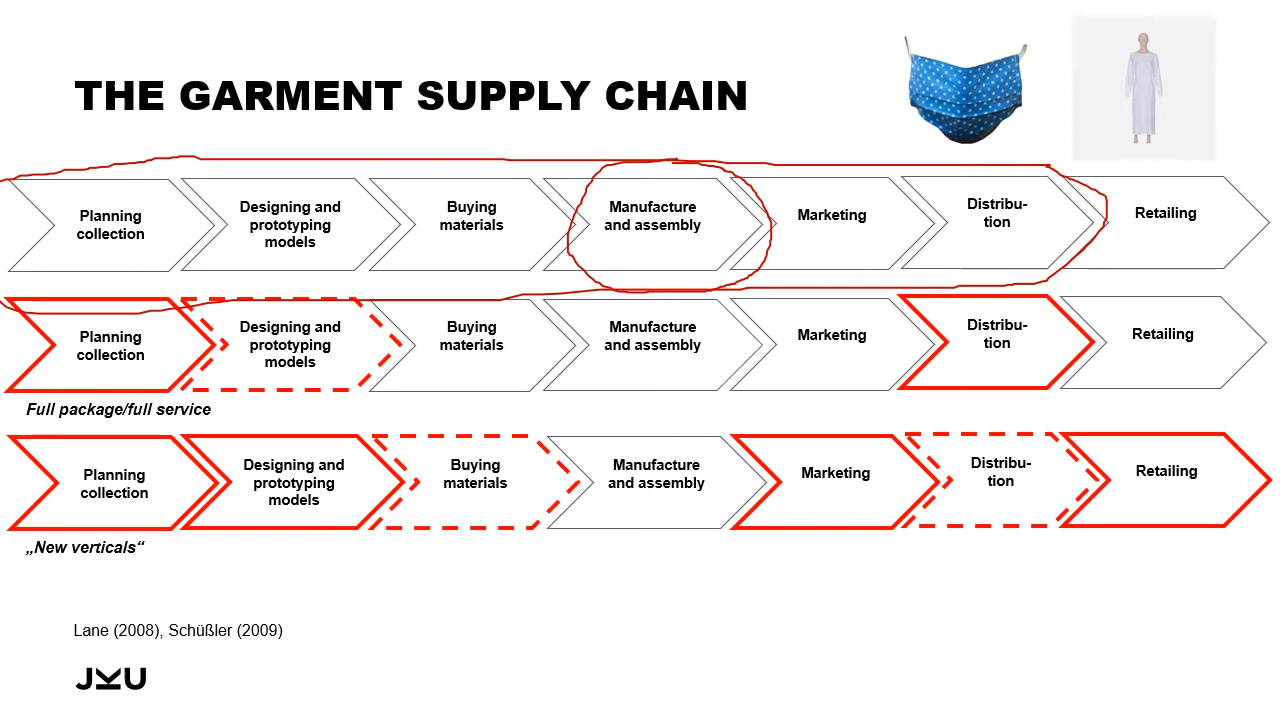 THE GARMENT SUPPLY CHAIN
Planning
collection
Designing and
prototyping
models
Buying
materials
Manufacture
and assembly
Marketing
Distribu-
tion
Retailing
Planning
collection
Designing and
prototyping
models
Buying
materials
Manufacture
and assembly
Marketing
Distribu-
tion
Retailing
Full package/full service
Planning
collection
Designing and
prototyping
models
Buying
materials
Manufacture
and assembly
Marketing
Distribu-
tion
Retailing
„New verticals“
Lane (2008), Schüßler (2009)
JKU